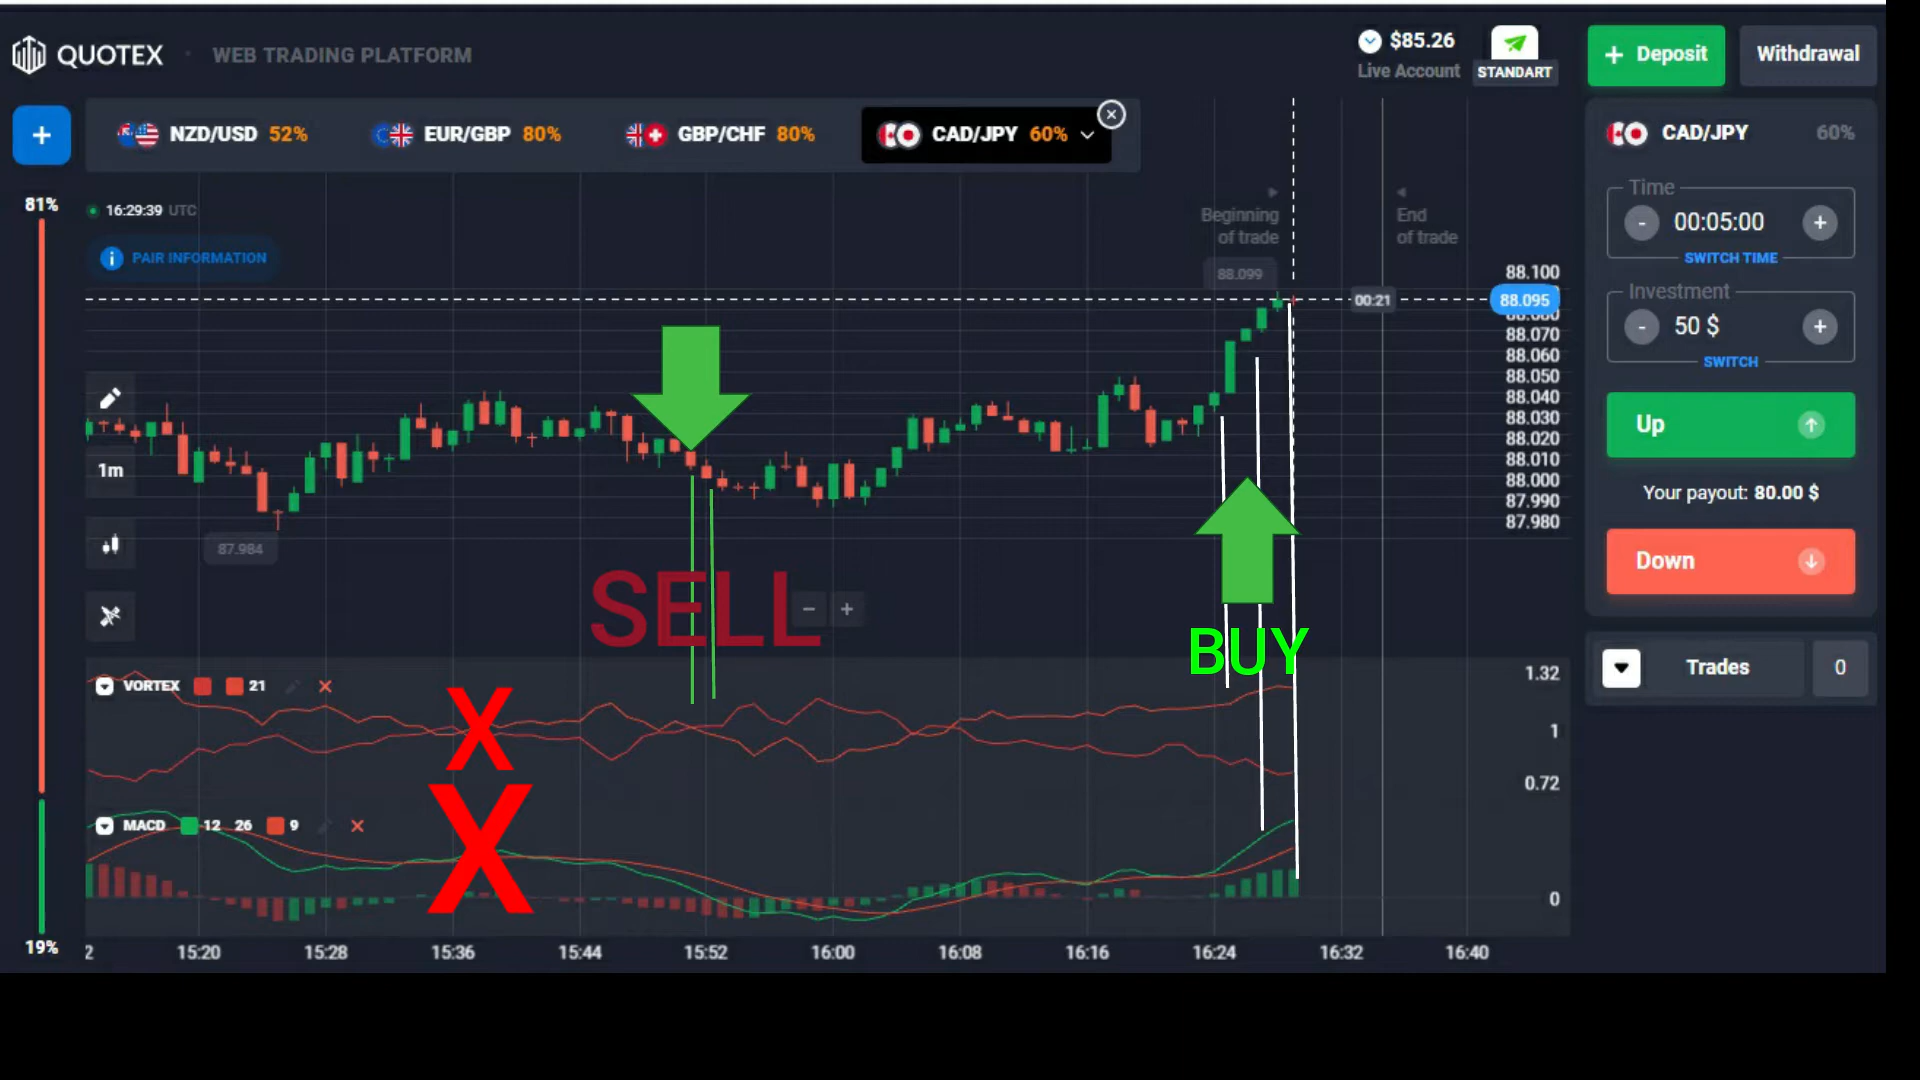 QUOTEX
WEB TRADING PLATFORM
$85.26
Live Account
STANDART
+ Deposit
Withdrawal
+
NZD/USD 52%
EUR/GBP 80%
GBP/CHF 80%
CAD/JPY 60%
CAD/JPY 60%
81%
16:29:39 UTC
i PAIR INFORMATION
Beginning
of trade
End
of trade
88.099
Time
- 00:05:00 +
SWITCH TIME
Investment
- 50 $ +
SWITCH
Up
Your payout: 80.00 $
Down
Trades 0
88.100
00:21
88.095
88.080
88.070
88.060
88.050
88.040
88.030
88.020
88.010
88.000
87.990
87.980
1m
87.984
SELL
- +
BUY
VORTEX 21
X
1.32
1
0.72
MACD 12 26 9
X
0
19%
2 15:20 15:28 15:36 15:44 15:52 16:00 16:08 16:16 16:24 16:32 16:40